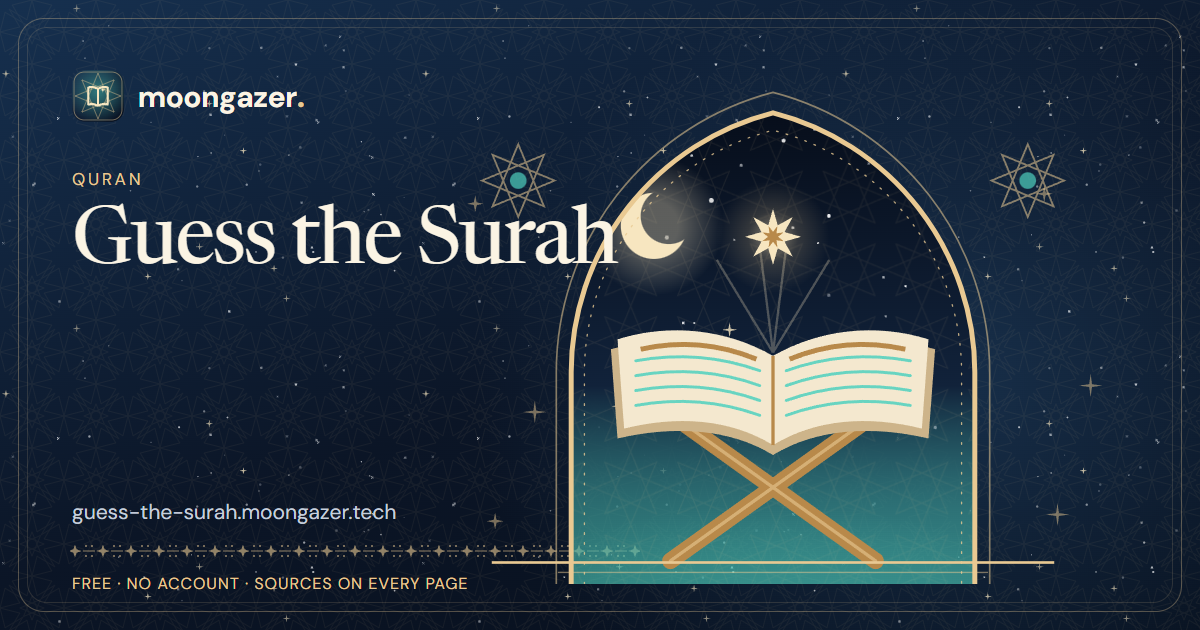 moongazer.
QURAN
Guess the Surah
guess-the-surah.moongazer.tech
FREE · NO ACCOUNT · SOURCES ON EVERY PAGE